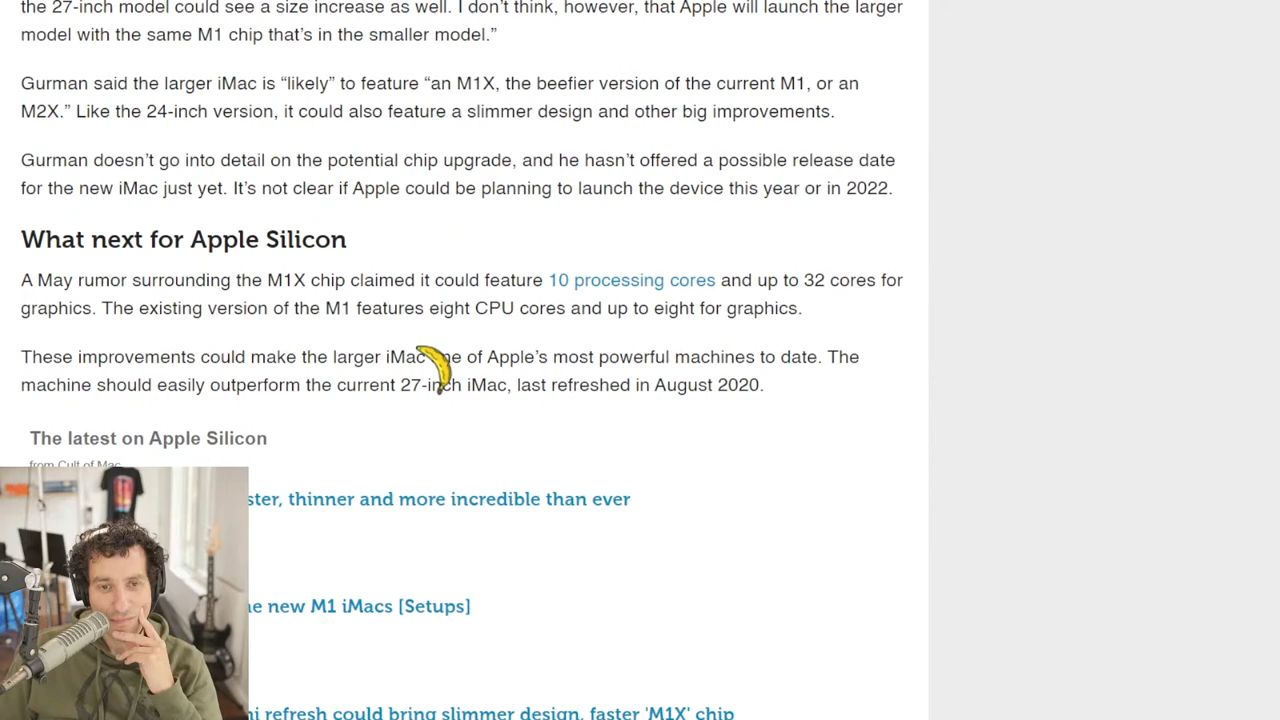 the 27-inch model could see a size increase as well. I don't think, however, that Apple will launch the larger
model with the same M1 chip that's in the smaller model.”
Gurman said the larger iMac is “likely” to feature “an M1X, the beefier version of the current M1, or an
M2X.” Like the 24-inch version, it could also feature a slimmer design and other big improvements.
Gurman doesn't go into detail on the potential chip upgrade, and he hasn't offered a possible release date
for the new iMac just yet. It's not clear if Apple could be planning to launch the device this year or in 2022.
What next for Apple Silicon
A May rumor surrounding the M1X chip claimed it could feature 10 processing cores and up to 32 cores for
graphics. The existing version of the M1 features eight CPU cores and up to eight for graphics.
These improvements could make the larger iMac of Apple's most powerful machines to date. The
machine should easily outperform the current 27-inch iMac, last refreshed in August 2020.
The latest on Apple Silicon
from Cult of Mac
thinner and more incredible than ever
new M1 iMacs [Setups]
refresh could bring slimmer design, faster 'M1X' chip